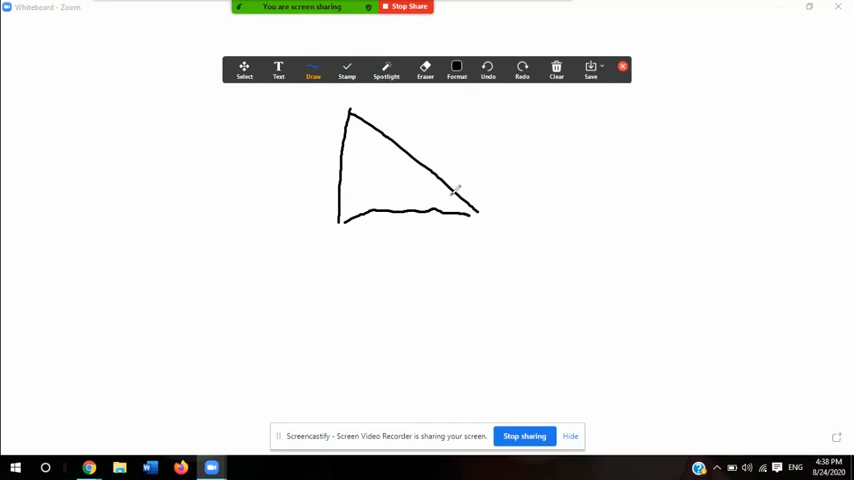 Whiteboard - Zoom
You are screen sharing
Stop Share
Select
Text
Draw
Stamp
Spotlight
Eraser
Format
Undo
Redo
Clear
Save
Screencastify - Screen Video Recorder is sharing your screen.
Stop sharing
Hide
ENG
4:38 PM
8/24/2020